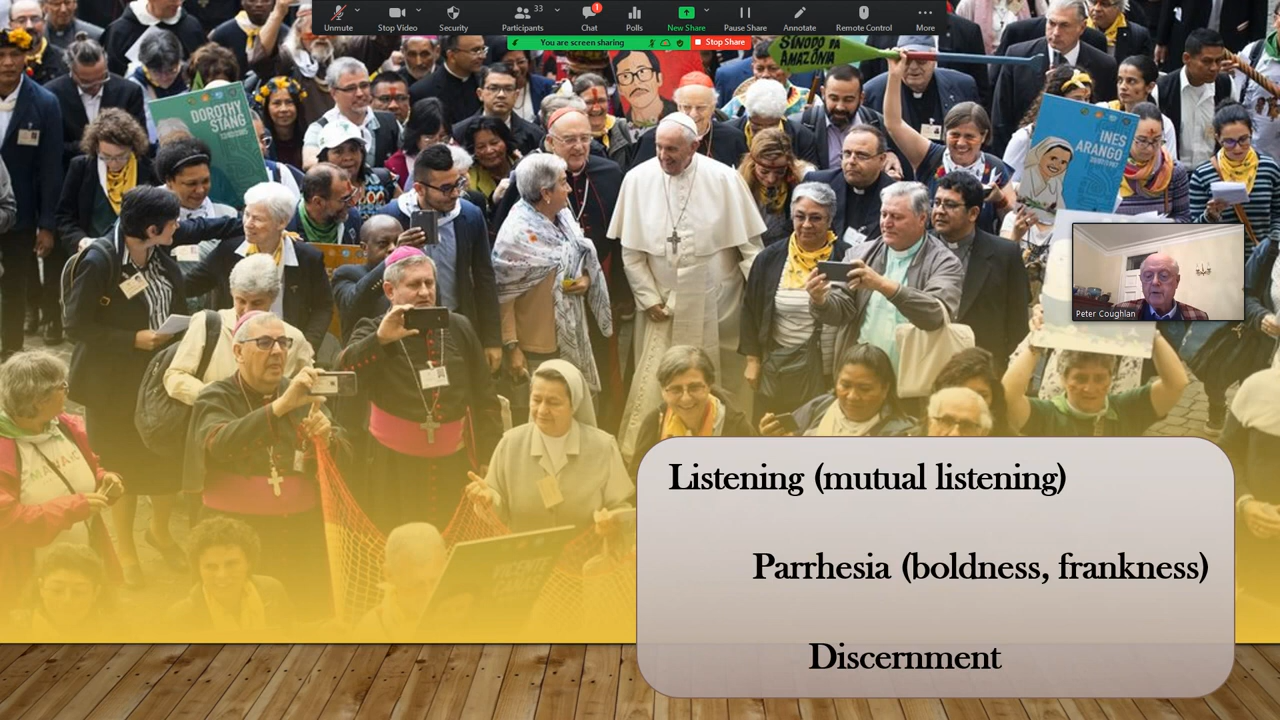 Unmute
Stop Video
Security
33
Participants
1
Chat
Polls
New Share
Pause Share
Annotate
Remote Control
More
You are screen sharing
Stop Share
SÍNODO DA
AMAZÔNIA
DOROTHY
STANG
INES
ARANGO
Peter Coughlan
Listening (mutual listening)
Parrhesia (boldness, frankness)
Discernment